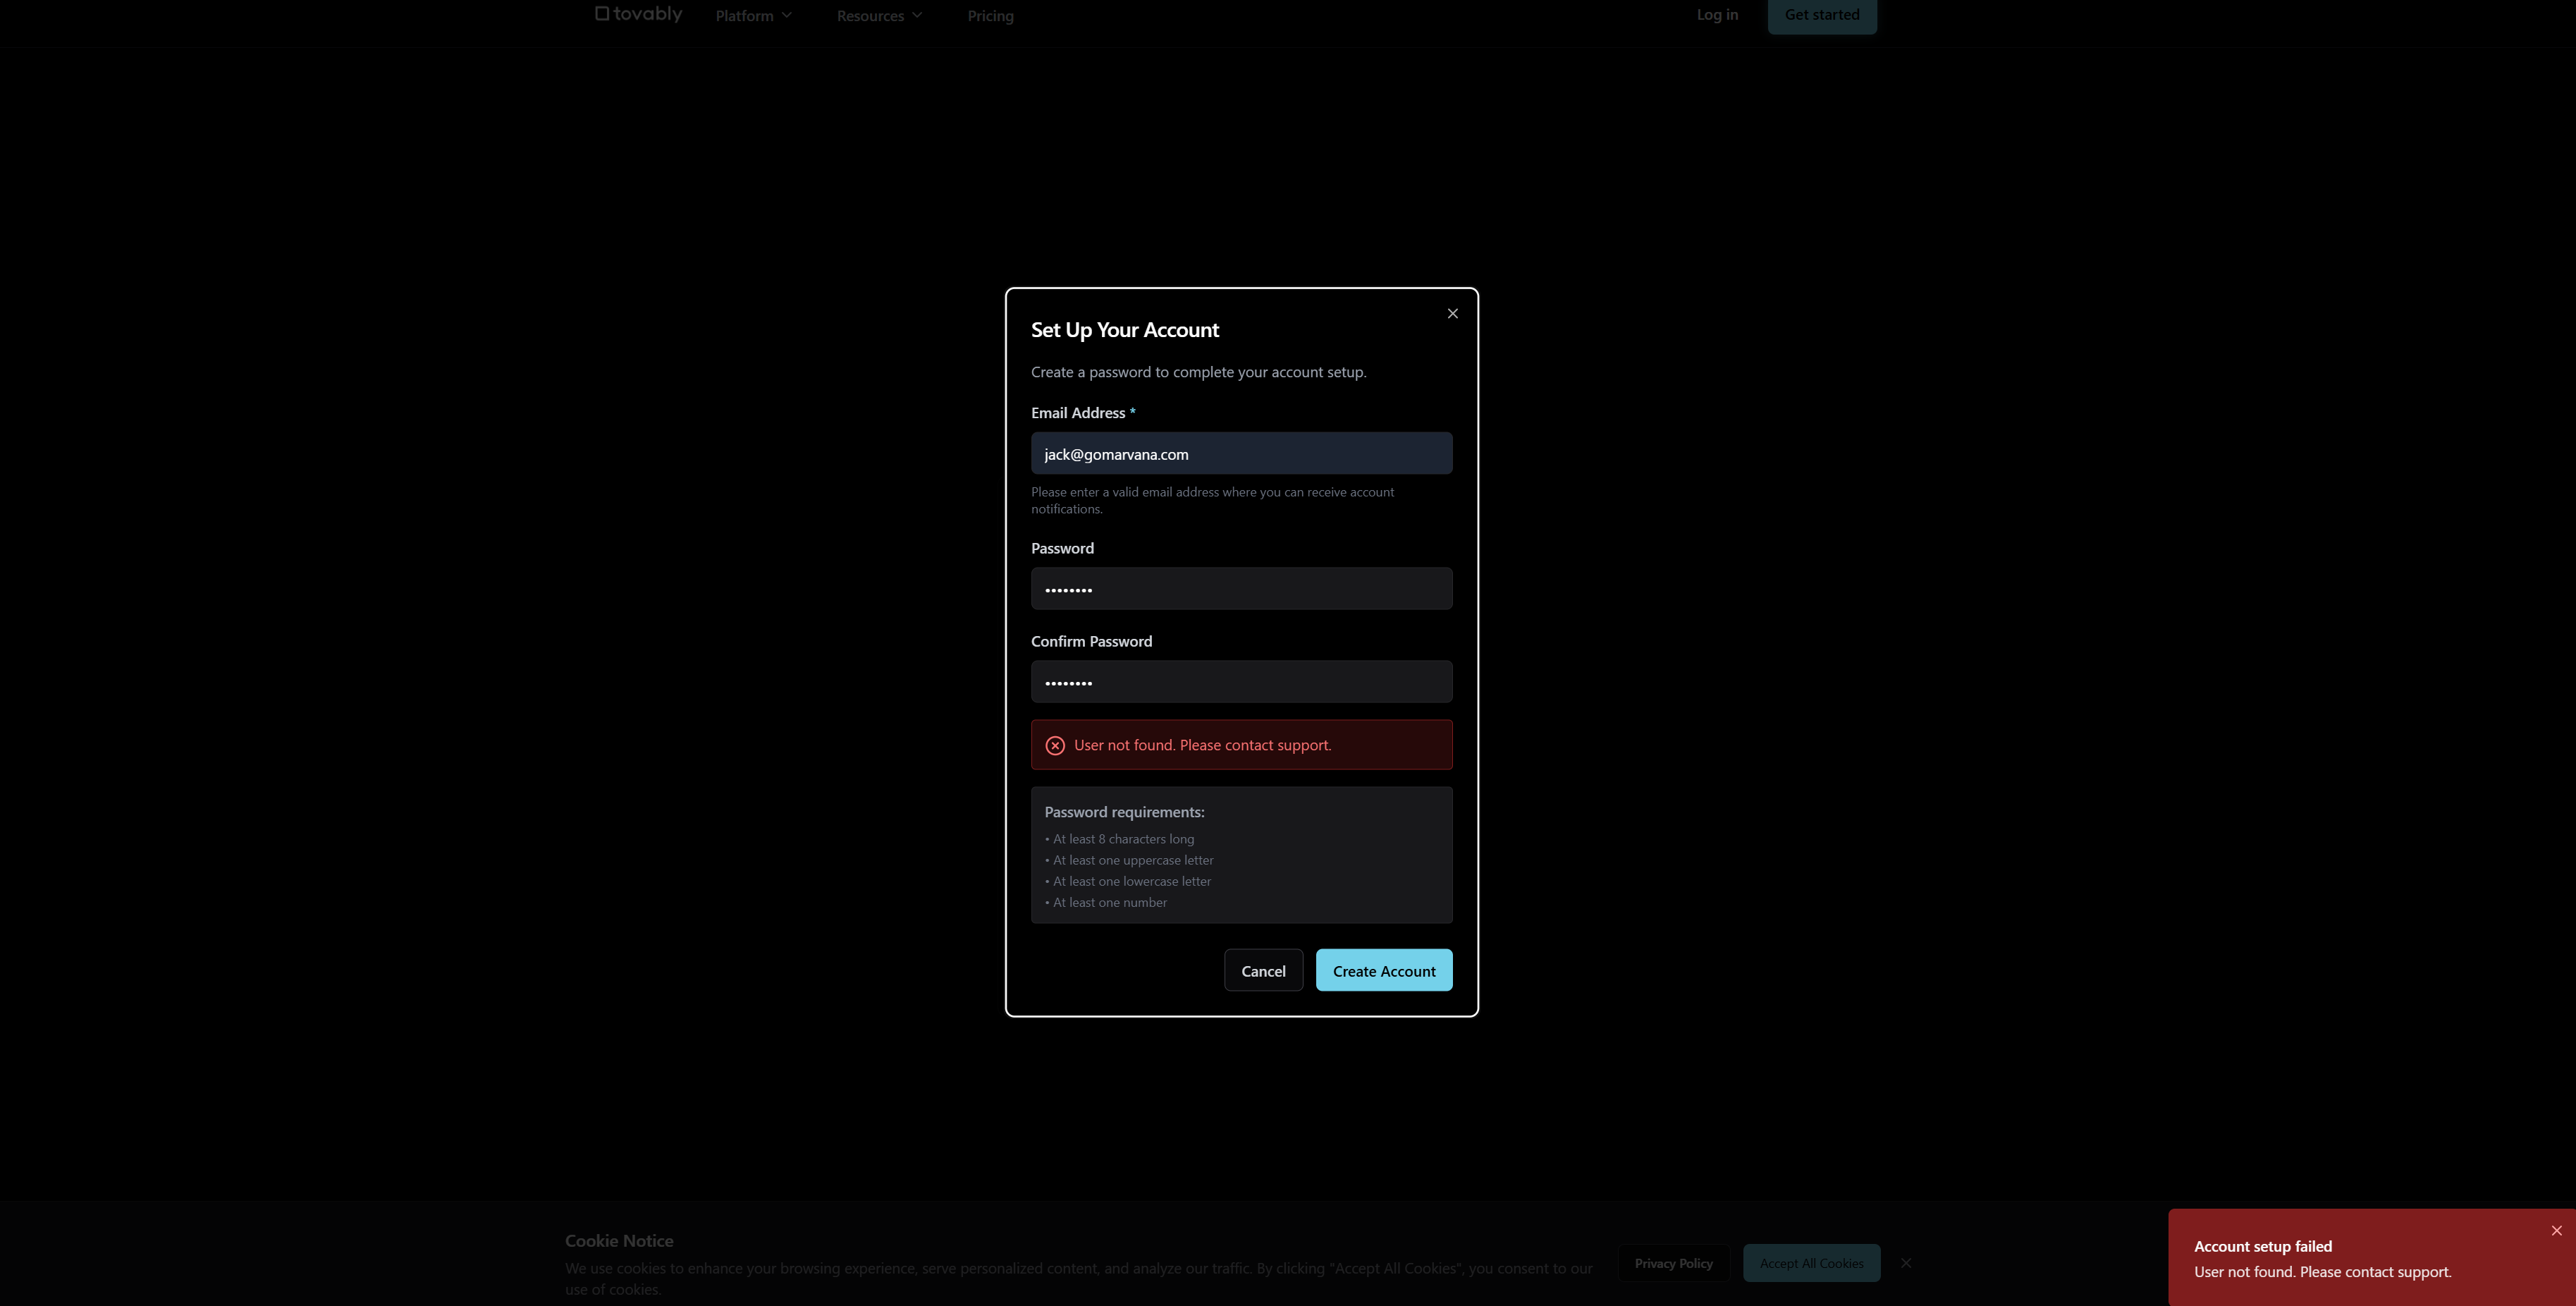 tovably
Platform
Resources
Pricing
Log in
Get started
Set Up Your Account
Create a password to complete your account setup.
Email Address *
jack@gomarvana.com
Please enter a valid email address where you can receive account
notifications.
Password
••••••••
Confirm Password
••••••••
User not found. Please contact support.
Password requirements:
• At least 8 characters long
• At least one uppercase letter
• At least one lowercase letter
• At least one number
Cancel
Create Account
Cookie Notice
We use cookies to enhance your browsing experience, serve personalized content, and analyze our traffic. By clicking "Accept All Cookies", you consent to our
use of cookies.
Privacy Policy
Accept All Cookies
Account setup failed
User not found. Please contact support.